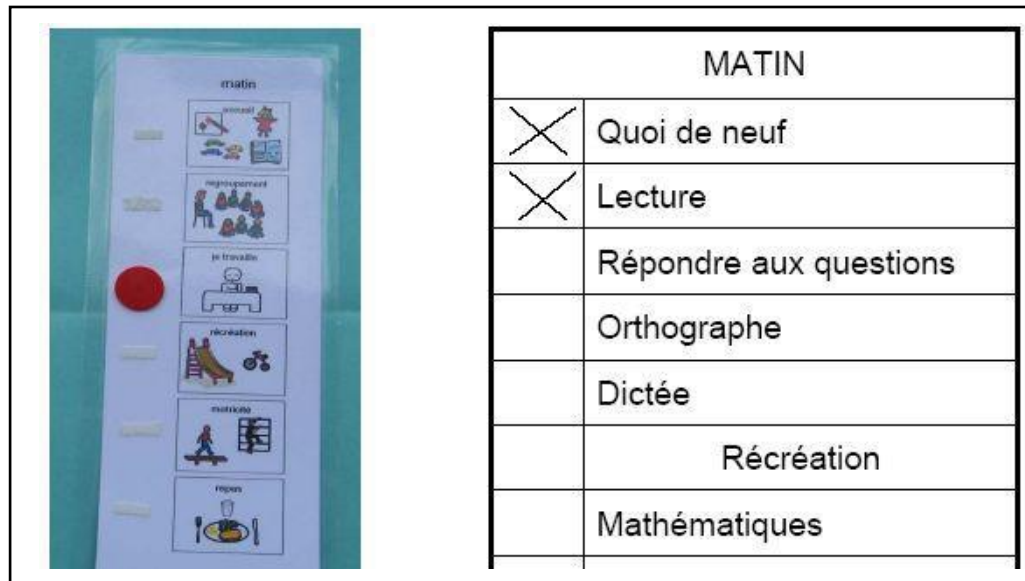 matin
accueil
regroupement
je travaille
récréation
motricité
repas
MATIN
Quoi de neuf
Lecture
Répondre aux questions
Orthographe
Dictée
Récréation
Mathématiques